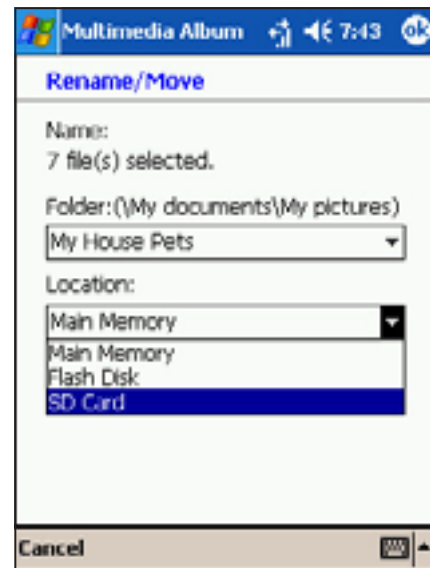 Multimedia Album 7:43 ok
Rename/Move
Name:
7 file(s) selected.
Folder:(\My documents\My pictures)
My House Pets
Location:
Main Memory
Main Memory
Flash Disk
SD Card
Cancel